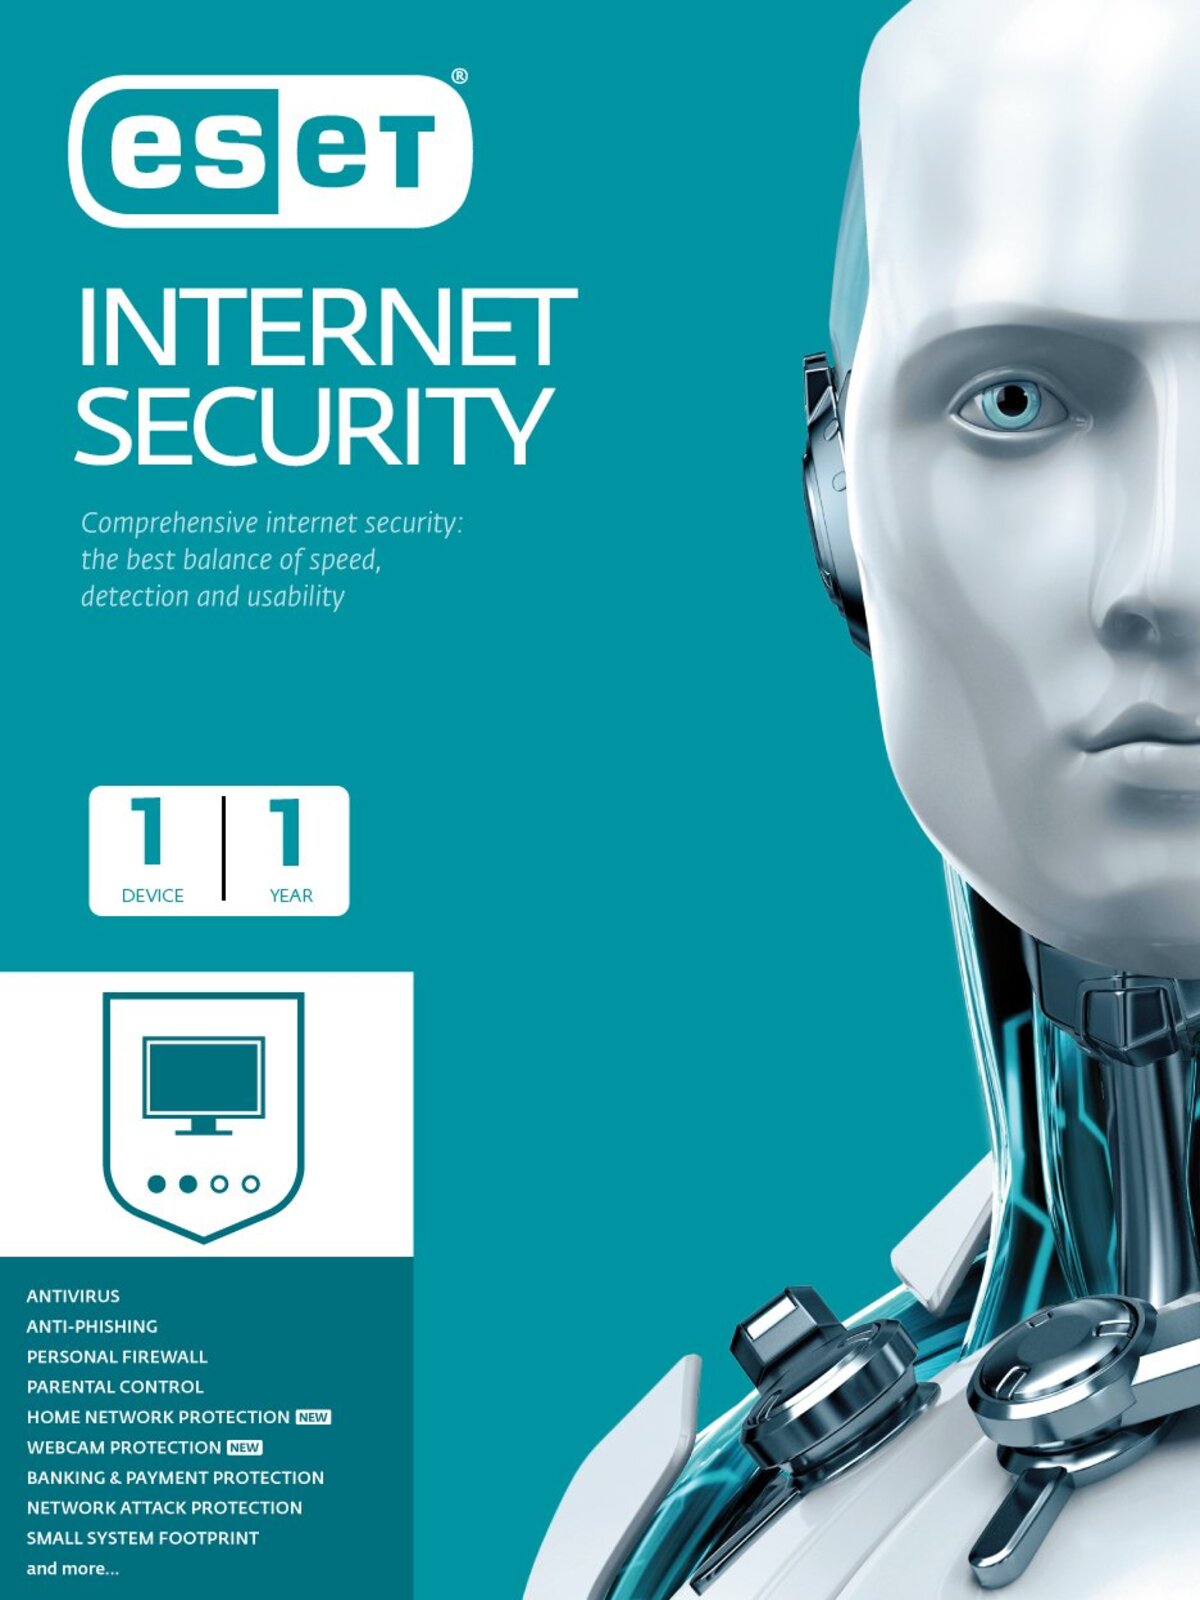 eset®
INTERNET
SECURITY
Comprehensive internet security:
the best balance of speed,
detection and usability
1 1
DEVICE YEAR
ANTIVIRUS
ANTI-PHISHING
PERSONAL FIREWALL
PARENTAL CONTROL
HOME NETWORK PROTECTION NEW
WEBCAM PROTECTION NEW
BANKING & PAYMENT PROTECTION
NETWORK ATTACK PROTECTION
SMALL SYSTEM FOOTPRINT
and more...